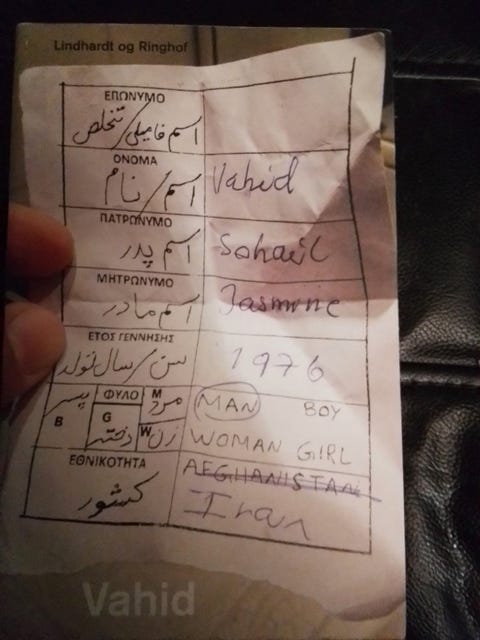 Lindhardt og Ringhof
ΕΠΩΝΥΜΟ
اسم فامیلی/تخلص
ΟΝΟΜΑ
اسم/نام
Vahid
ΠΑΤΡΩΝΥΜΟ
اسم پدر
Sohaeil
ΜΗΤΡΩΝΥΜΟ
اسم مادر
Jasmine
ΕΤΟΣ ΓΕΝΝΗΣΗΣ
سن/سال تولد
1976
پسر B
ΦΥΛΟ
G دختر
M مرد
W زن
MAN BOY
WOMAN GIRL
ΕΘΝΙΚΟΤΗΤΑ
کشور
AFGHANISTAN
Iran
Vahid